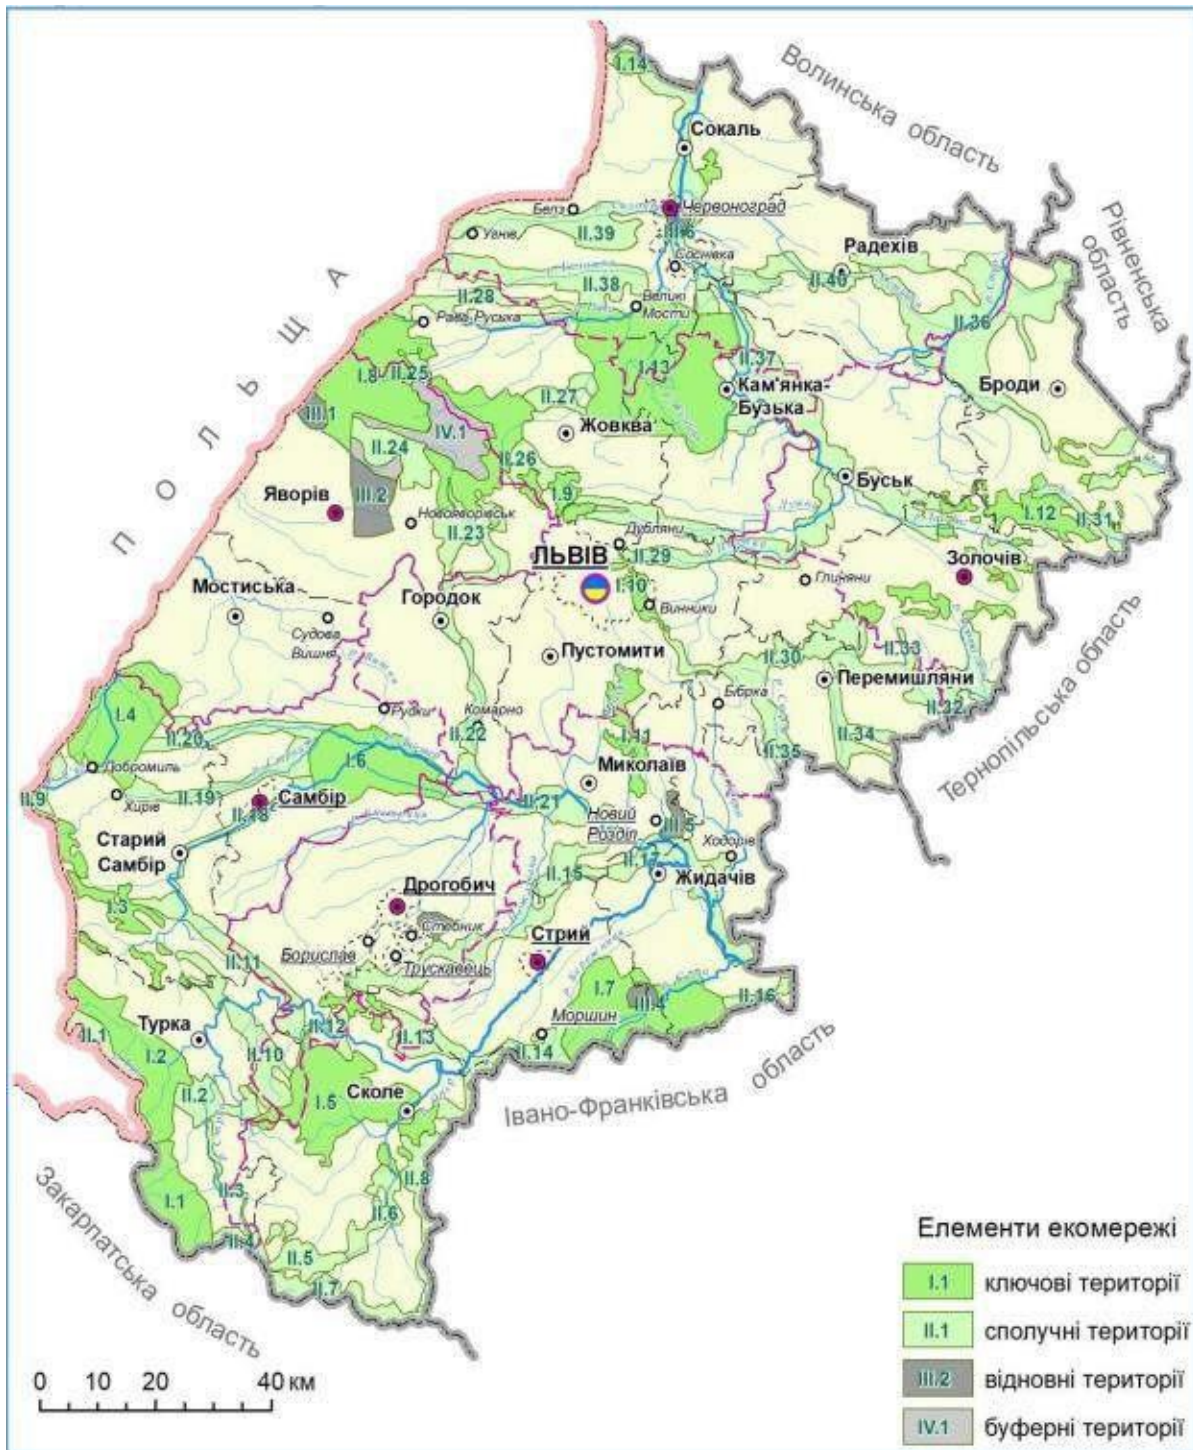 Волинська область
Рівненська область
ПОЛЬЩА
I.14
Сокаль
Белз
Червоноград
Угнів
II.39
III.6
Соснівка
Радехів
II.40
II.38
II.28
Великі Мости
Рава-Руська
II.36
I.8
II.25
I.13
II.37
Кам'янка-Бузька
Броди
III.1
II.27
IV.1
Жовква
II.24
II.26
Буськ
III.2
I.9
Яворів
Новояворівськ
II.23
I.12
II.31
Дубляни
ЛЬВІВ
II.29
Золочів
I.10
Глиняни
Мостиська
Городок
Винники
Судова Вишня
Пустомити
II.30
II.33
Перемишляни
I.4
Бібрка
II.32
Рудки
Комарно
II.20
II.22
I.11
II.34
II.35
Тернопільська область
I.6
Добромиль
Миколаїв
II.9
Хирів
II.19
Самбір
II.21
II.18
Новий Розділ
III.5
Ходорів
Старий Самбір
II.17
II.15
Жидачів
Дрогобич
I.3
Стебник
Стрий
Борислав
Трускавець
II.11
I.7
III.4
II.16
Моршин
II.12
II.13
II.1
Турка
I.2
II.10
II.14
II.2
I.5
Сколе
Івано-Франківська область
II.8
I.1
II.3
II.6
II.4
II.5
II.7
Закарпатська область
Елементи екомережі
I.1 ключові території
II.1 сполучні території
III.2 відновні території
IV.1 буферні території
0 10 20 40 км